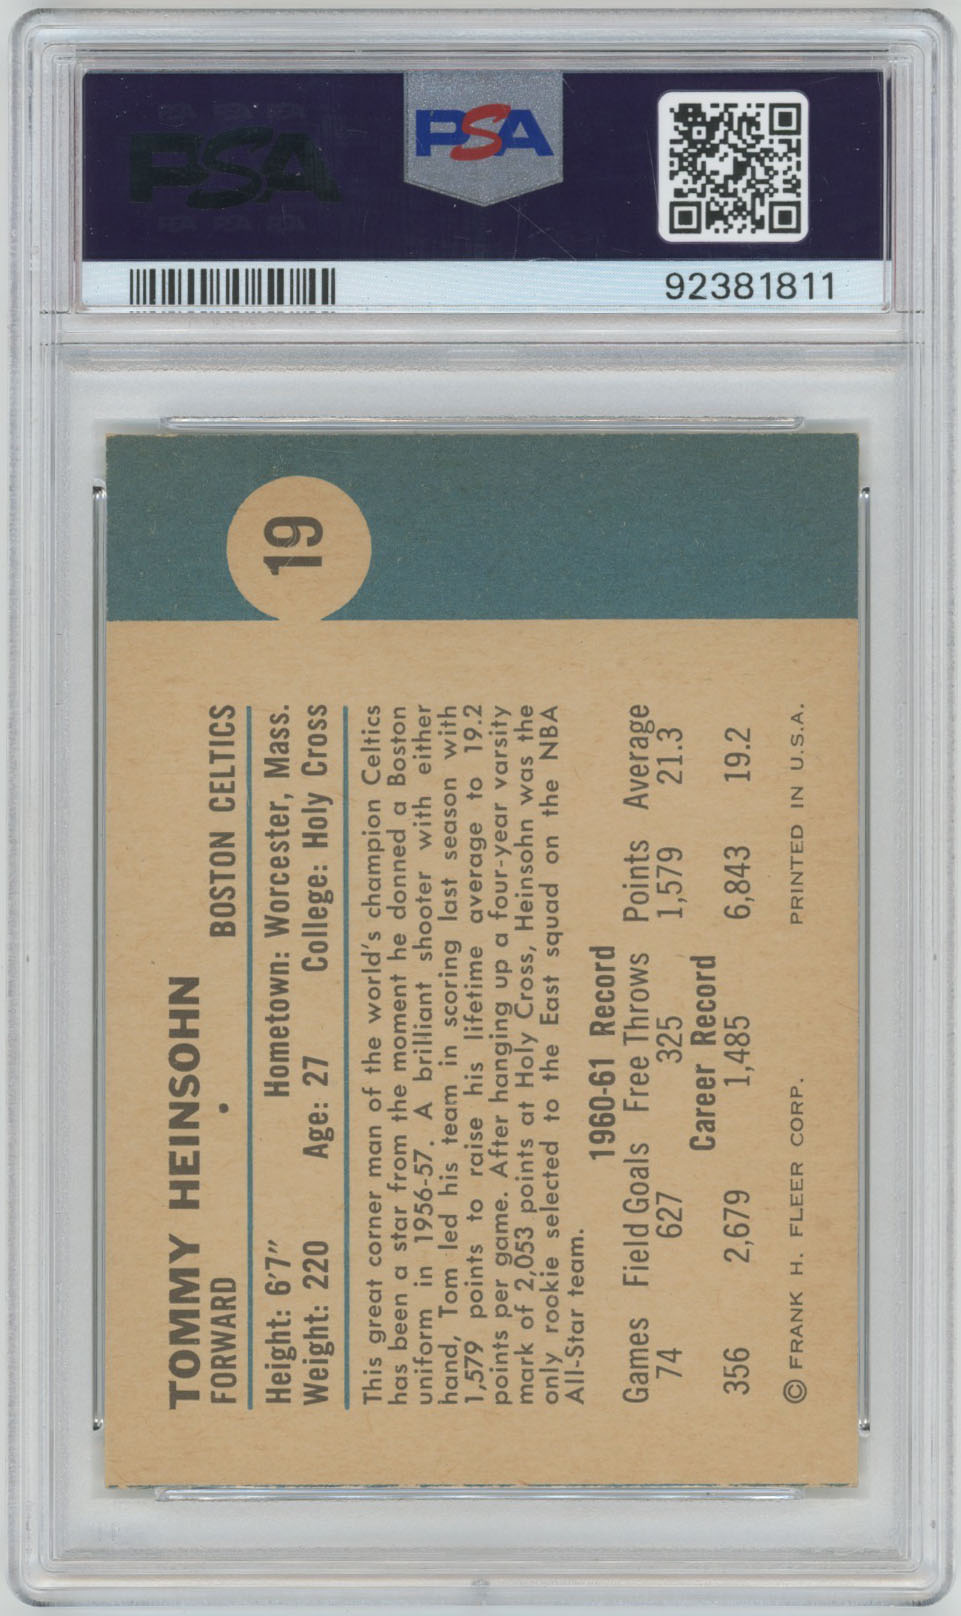 PSA
PSA
92381811
19
TOMMY HEINSOHN
FORWARD • BOSTON CELTICS
Height: 6'7" Hometown: Worcester, Mass.
Weight: 220 Age: 27 College: Holy Cross
This great corner man of the world's champion Celtics
has been a star from the moment he donned a Boston
uniform in 1956-57. A brilliant shooter with either
hand, Tom led his team in scoring last season with
1,579 points to raise his lifetime average to 19.2
points per game. After hanging up a four-year varsity
mark of 2,053 points at Holy Cross, Heinsohn was the
only rookie selected to the East squad on the NBA
All-Star team.
1960-61 Record
Games Field Goals Free Throws Points Average
74 627 325 1,579 21.3
Career Record
356 2,679 1,485 6,843 19.2
© FRANK H. FLEER CORP. PRINTED IN U.S.A.